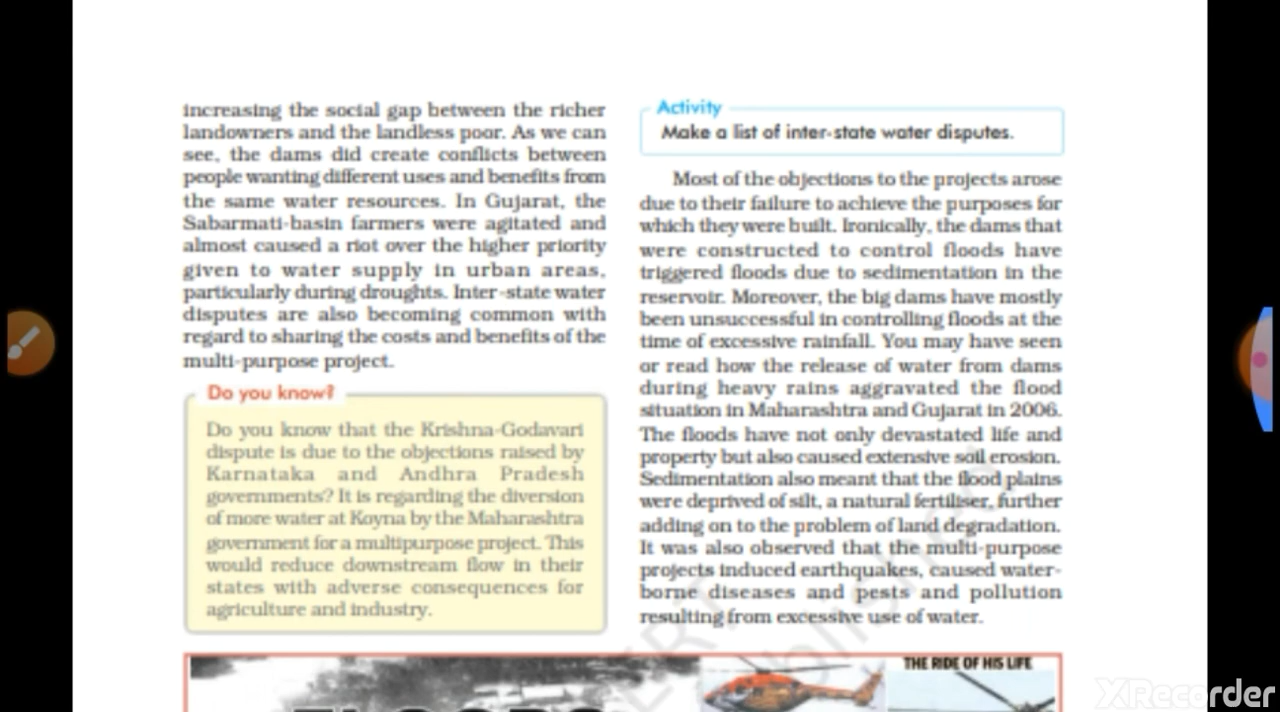 increasing the social gap between the richer
landowners and the landless poor. As we can
see, the dams did create conflicts between
people wanting different uses and benefits from
the same water resources. In Gujarat, the
Sabarmati-basin farmers were agitated and
almost caused a riot over the higher priority
given to water supply in urban areas,
particularly during droughts. Inter-state water
disputes are also becoming common with
regard to sharing the costs and benefits of the
multi-purpose project.
Do you know?
Do you know that the Krishna-Godavari
dispute is due to the objections raised by
Karnataka and Andhra Pradesh
governments? It is regarding the diversion
of more water at Koyna by the Maharashtra
government for a multipurpose project. This
would reduce downstream flow in their
states with adverse consequences for
agriculture and industry.
Activity
Make a list of inter-state water disputes.
Most of the objections to the projects arose
due to their failure to achieve the purposes for
which they were built. Ironically, the dams that
were constructed to control floods have
triggered floods due to sedimentation in the
reservoir. Moreover, the big dams have mostly
been unsuccessful in controlling floods at the
time of excessive rainfall. You may have seen
or read how the release of water from dams
during heavy rains aggravated the flood
situation in Maharashtra and Gujarat in 2006.
The floods have not only devastated life and
property but also caused extensive soil erosion.
Sedimentation also meant that the flood plains
were deprived of silt, a natural fertiliser, further
adding on to the problem of land degradation.
It was also observed that the multi-purpose
projects induced earthquakes, caused water-
borne diseases and pests and pollution
resulting from excessive use of water.
THE RIDE OF HIS LIFE
XRecorder